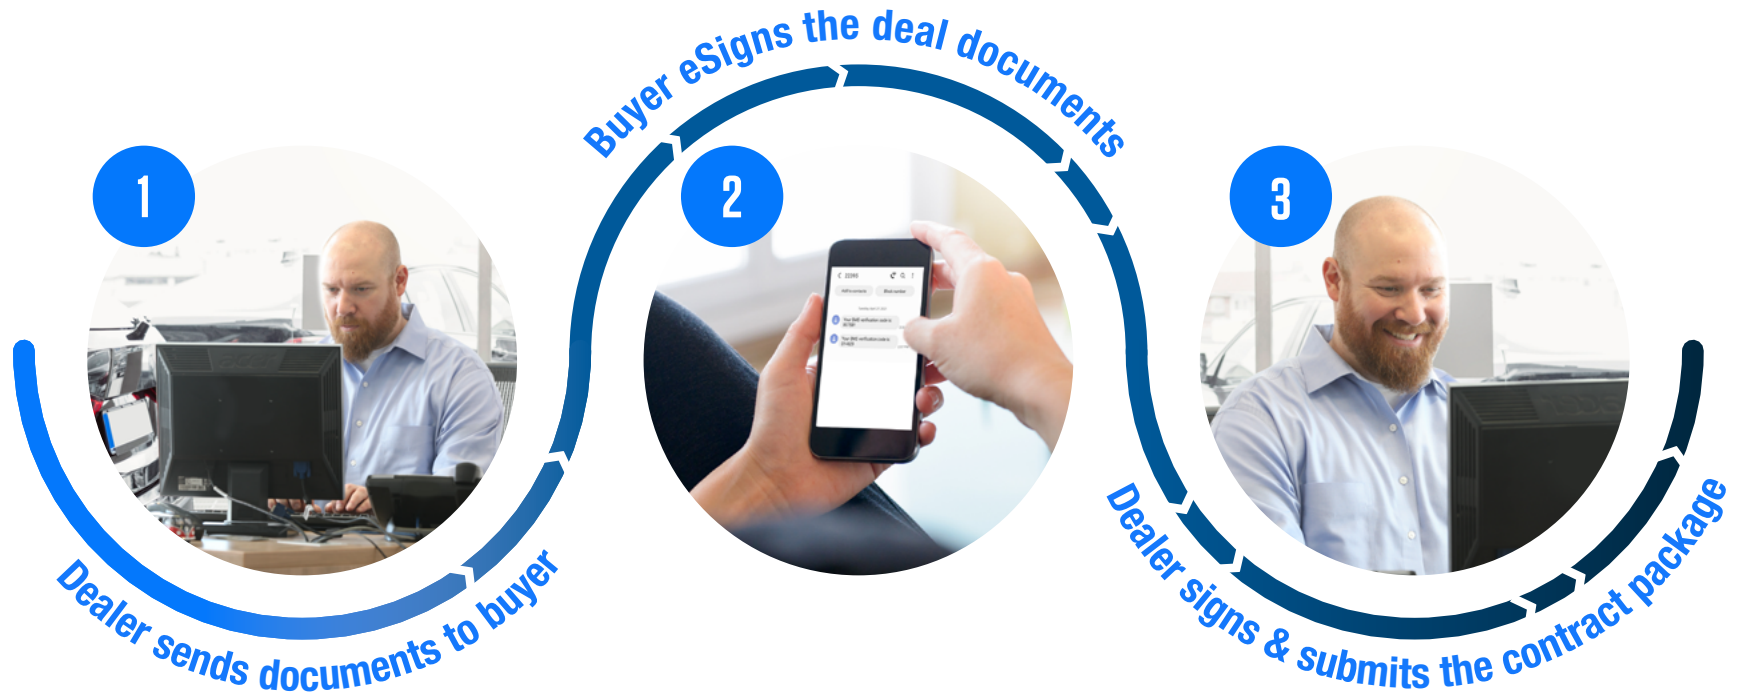 1
Dealer sends documents to buyer
2
Buyer eSigns the deal documents
3
Dealer signs & submits the contract package